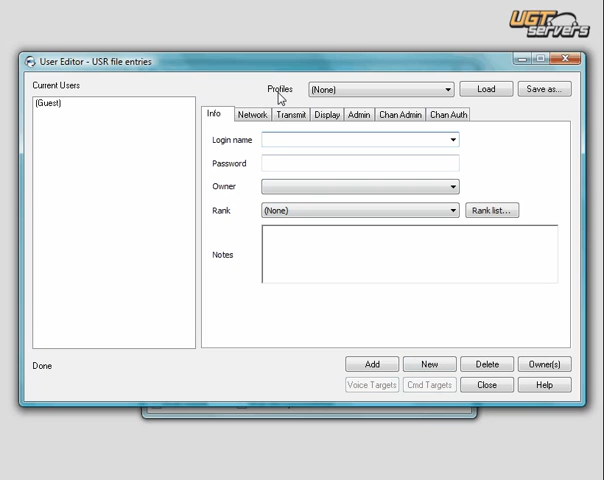 UGT
servers
User Editor - USR file entries
Current Users
(Guest)
Profiles
(None)
Load
Save as...
Info
Network
Transmit
Display
Admin
Chan Admin
Chan Auth
Login name
Password
Owner
Rank
(None)
Rank list...
Notes
Done
Add
New
Delete
Owner(s)
Voice Targets
Cmd Targets
Close
Help